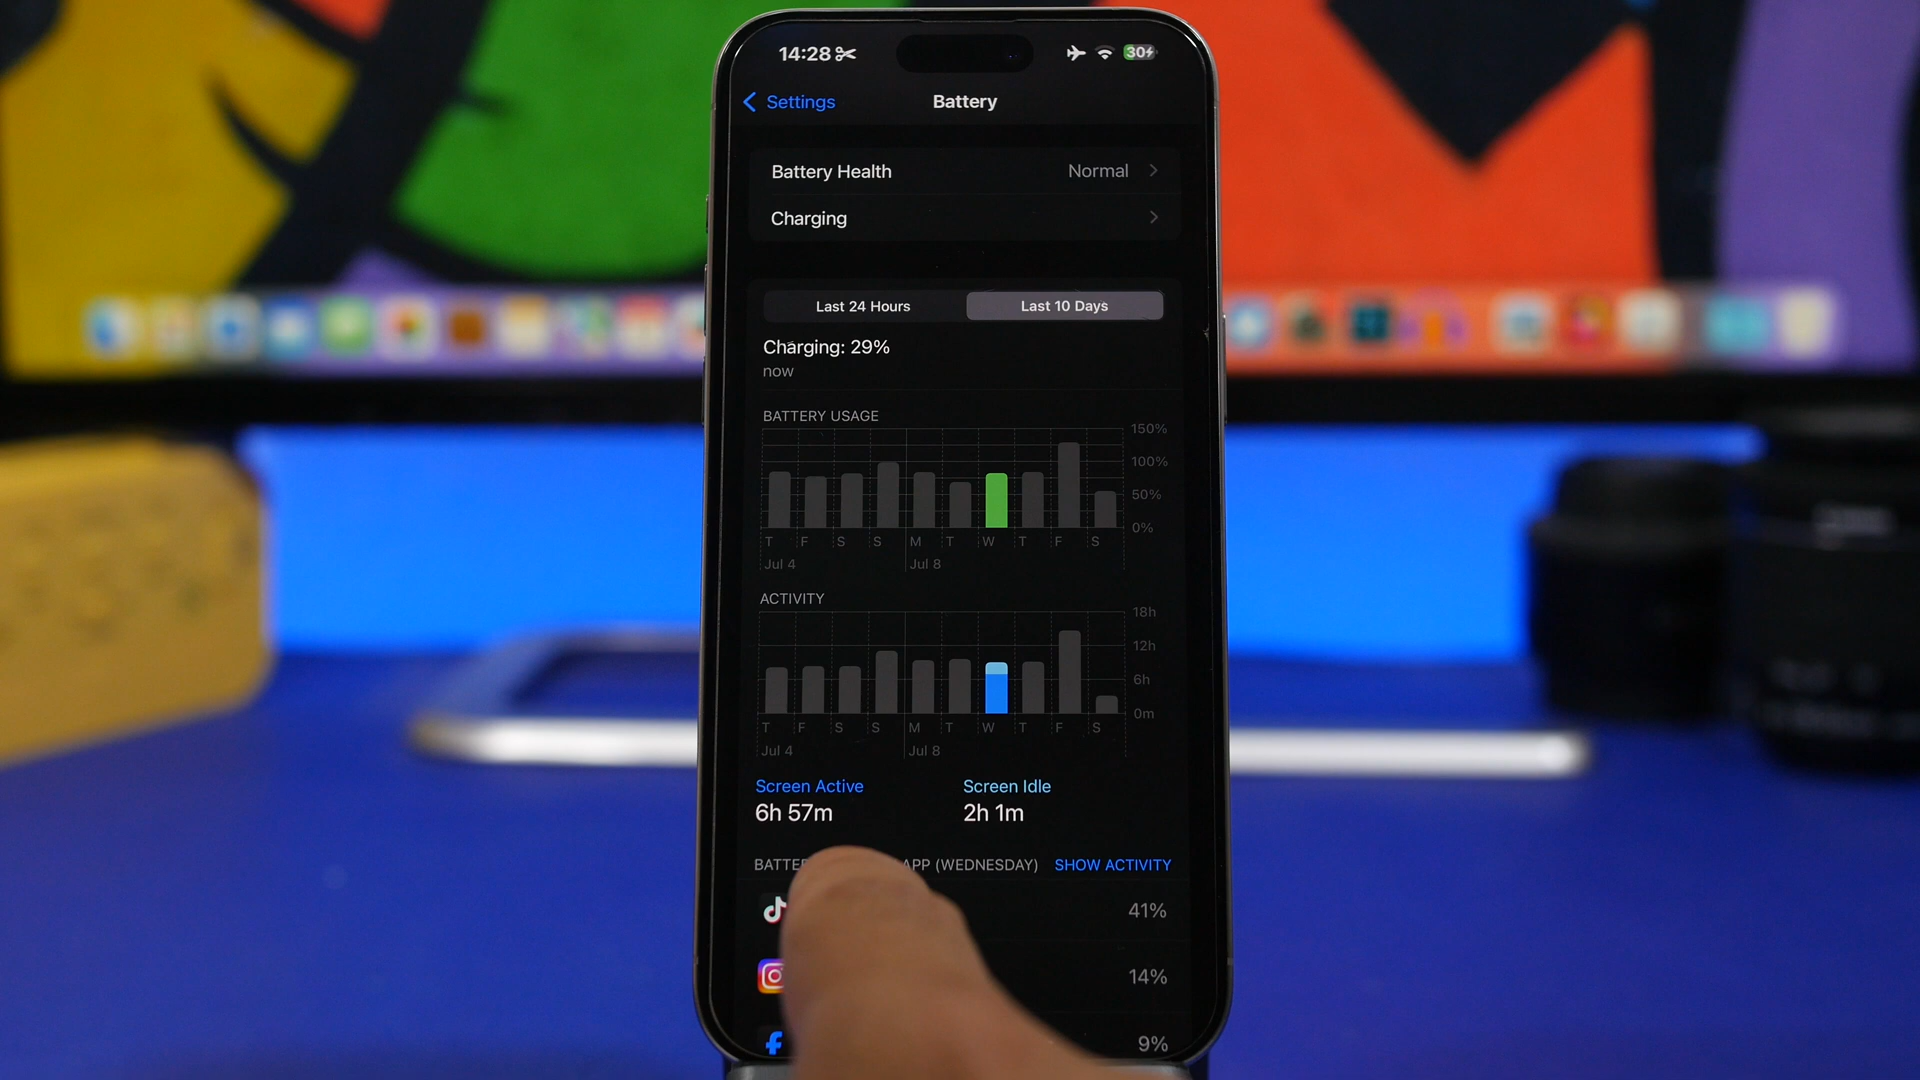 14:28
30
Settings
Battery
Battery Health Normal
Charging
Last 24 Hours Last 10 Days
Charging: 29%
now
BATTERY USAGE
150%
100%
50%
0%
T F S S M T W T F S
Jul 4 Jul 8
ACTIVITY
18h
12h
6h
0m
T F S S M T W T F S
Jul 4 Jul 8
Screen Active Screen Idle
6h 57m 2h 1m
APP (WEDNESDAY) SHOW ACTIVITY
41%
14%
9%